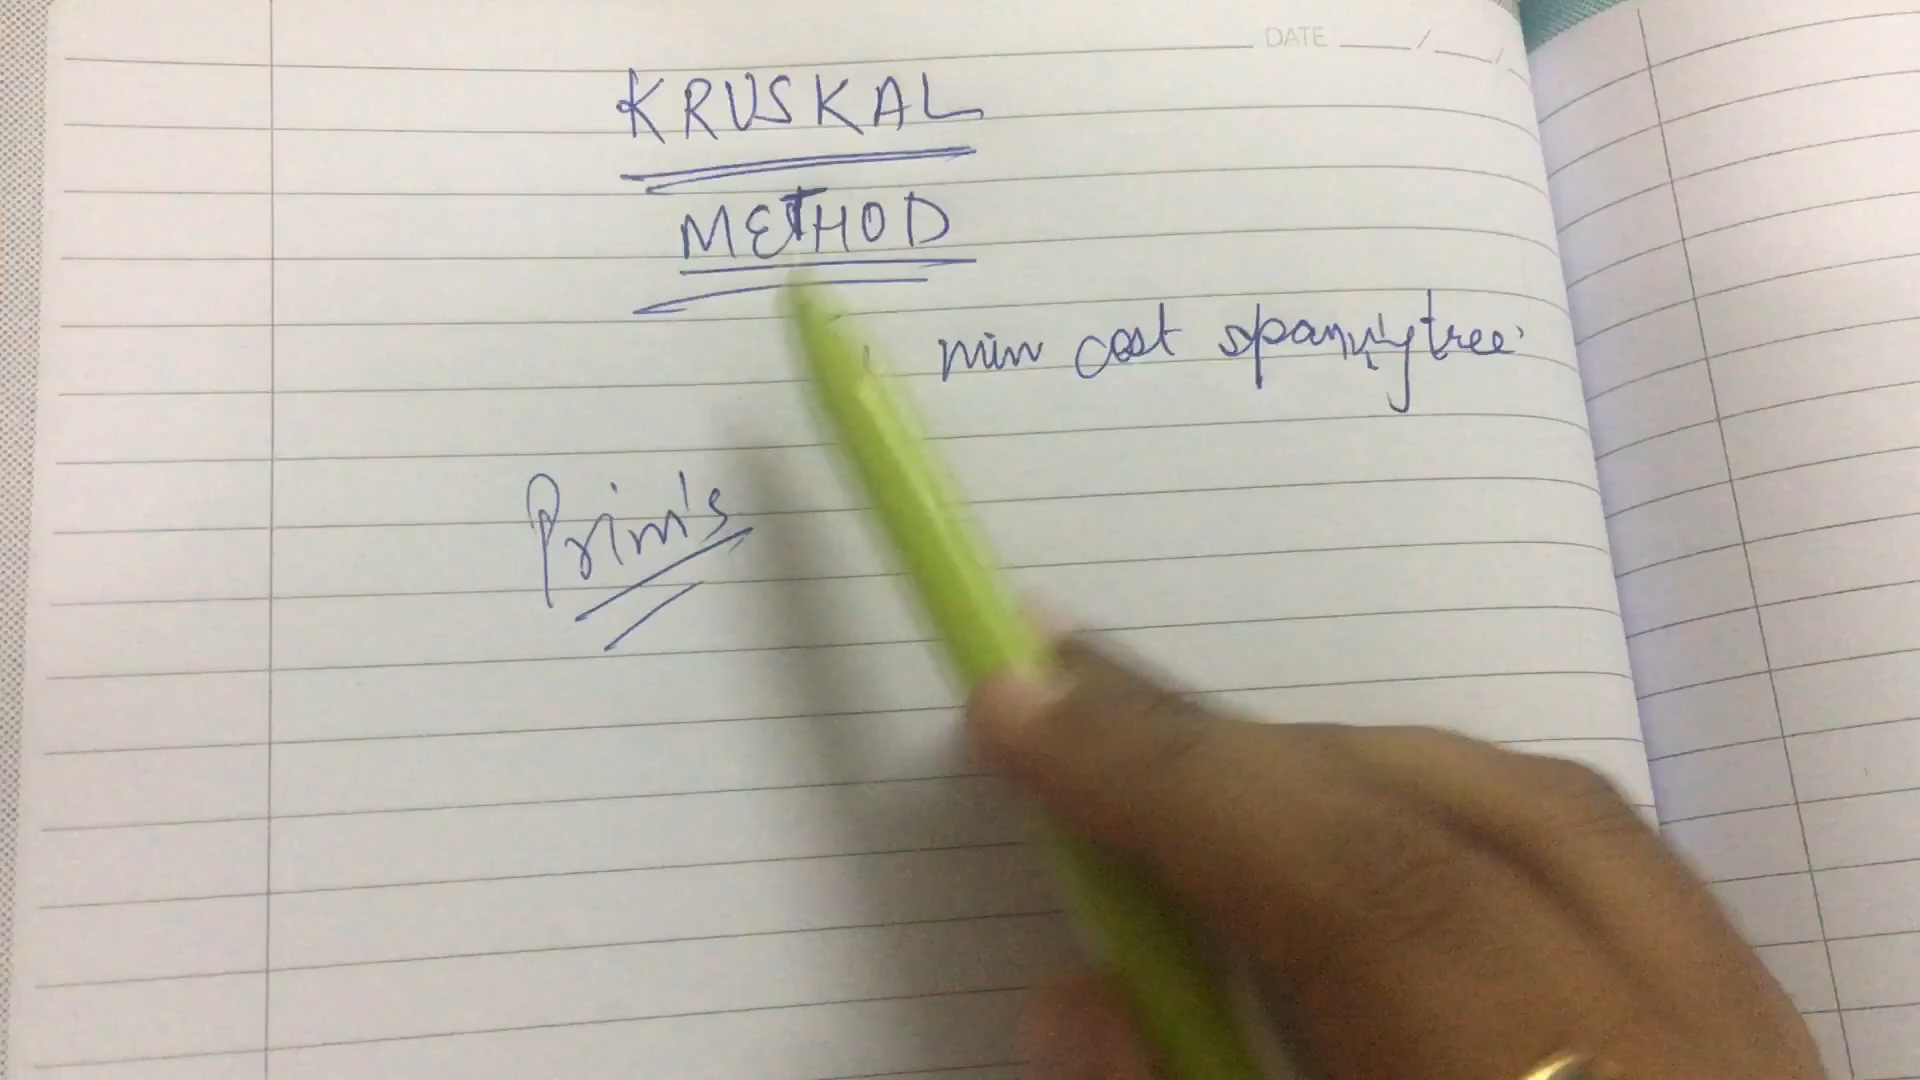 DATE / /
KRUSKAL
METHOD
min cost spanning tree
Prim's